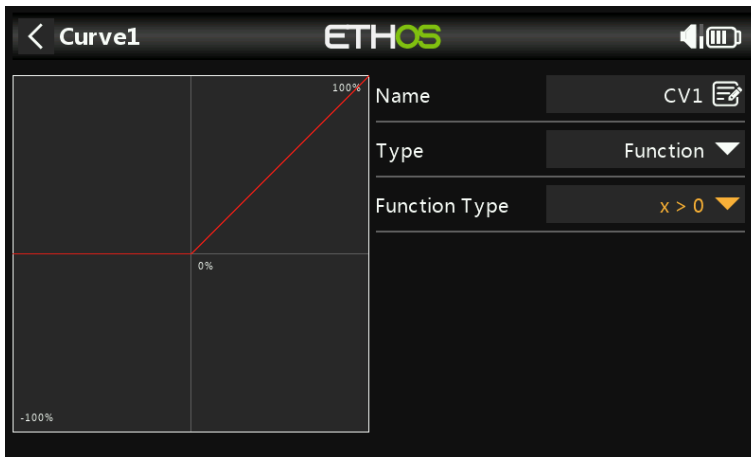 Curve1
ETHOS
100%
0%
-100%
Name CV1
Type Function
Function Type x > 0